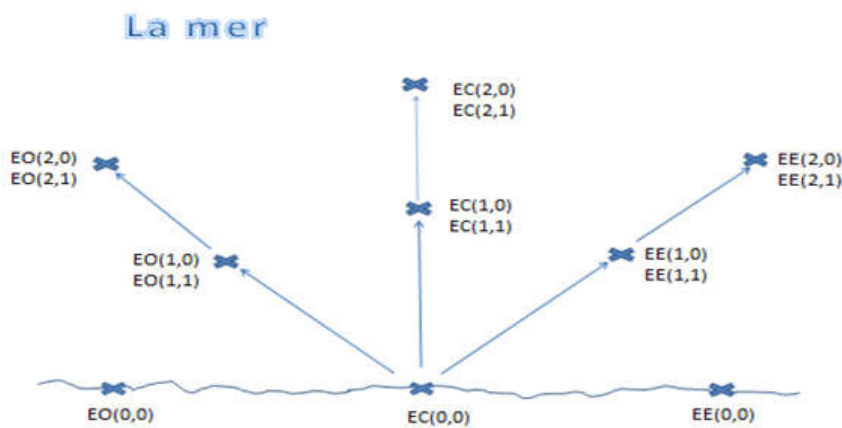 La mer
EC(2,0)
EC(2,1)
EO(2,0)
EO(2,1)
EE(2,0)
EE(2,1)
EC(1,0)
EC(1,1)
EO(1,0)
EO(1,1)
EE(1,0)
EE(1,1)
EO(0,0)
EC(0,0)
EE(0,0)